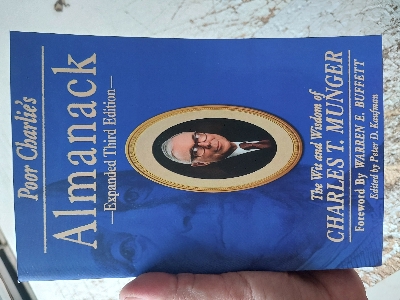 Poor Charlie's
Almanack
—Expanded Third Edition—
The Wit and Wisdom of
CHARLES T. MUNGER
Foreword By WARREN E. BUFFETT
Edited by Peter D. Kaufman